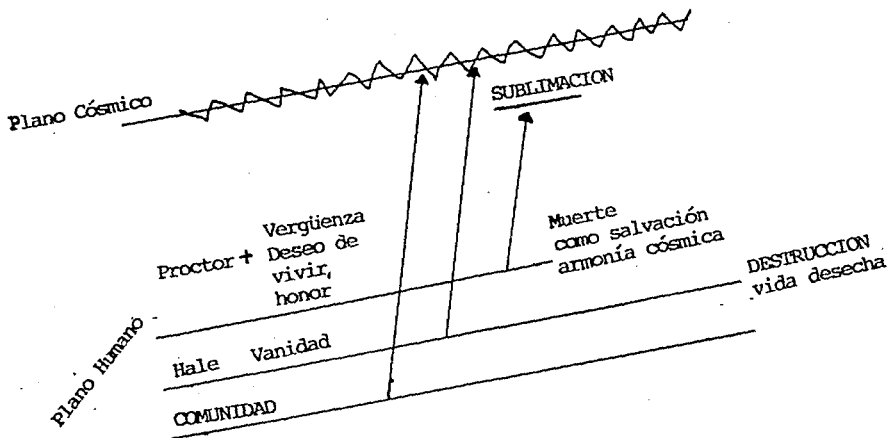 Plano Cósmico
SUBLIMACION
Vergüenza
Proctor + Deseo de
vivir,
honor
Muerte
como salvación
armonía cósmica
DESTRUCCION
vida desecha
Plano Humano
Hale Vanidad
COMUNIDAD